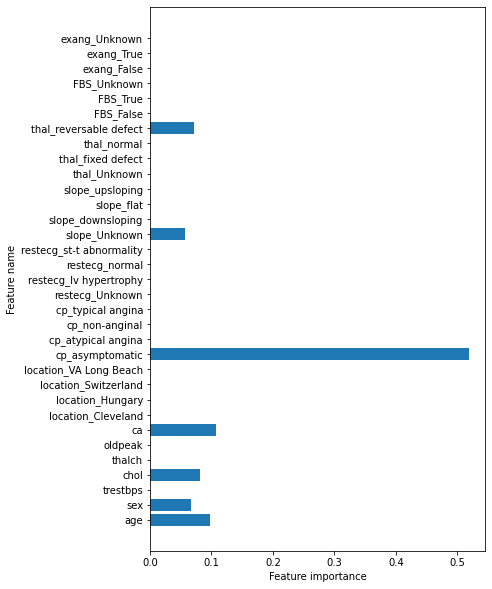 exang_Unknown
exang_True
exang_False
FBS_Unknown
FBS_True
FBS_False
thal_reversable defect
thal_normal
thal_fixed defect
thal_Unknown
slope_upsloping
slope_flat
slope_downsloping
slope_Unknown
restecg_st-t abnormality
restecg_normal
restecg_lv hypertrophy
restecg_Unknown
cp_typical angina
cp_non-anginal
cp_atypical angina
cp_asymptomatic
location_VA Long Beach
location_Switzerland
location_Hungary
location_Cleveland
ca
oldpeak
thalch
chol
trestbps
sex
age
Feature name
0.0 0.1 0.2 0.3 0.4 0.5
Feature importance